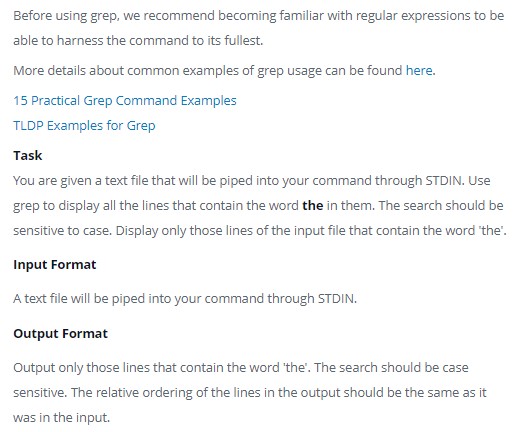 Before using grep, we recommend becoming familiar with regular expressions to be
able to harness the command to its fullest.
More details about common examples of grep usage can be found here.
15 Practical Grep Command Examples
TLDP Examples for Grep
Task
You are given a text file that will be piped into your command through STDIN. Use
grep to display all the lines that contain the word the in them. The search should be
sensitive to case. Display only those lines of the input file that contain the word 'the'.
Input Format
A text file will be piped into your command through STDIN.
Output Format
Output only those lines that contain the word 'the'. The search should be case
sensitive. The relative ordering of the lines in the output should be the same as it
was in the input.